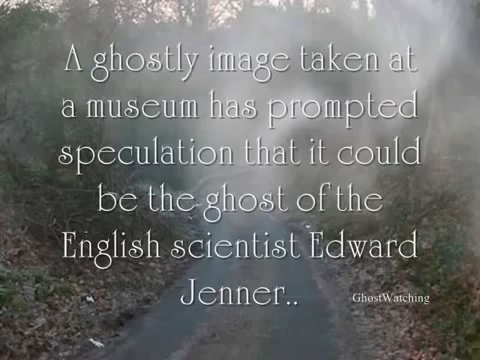 A ghostly image taken at
a museum has prompted
speculation that it could
be the ghost of the
English scientist Edward
Jenner..
GhostWatching